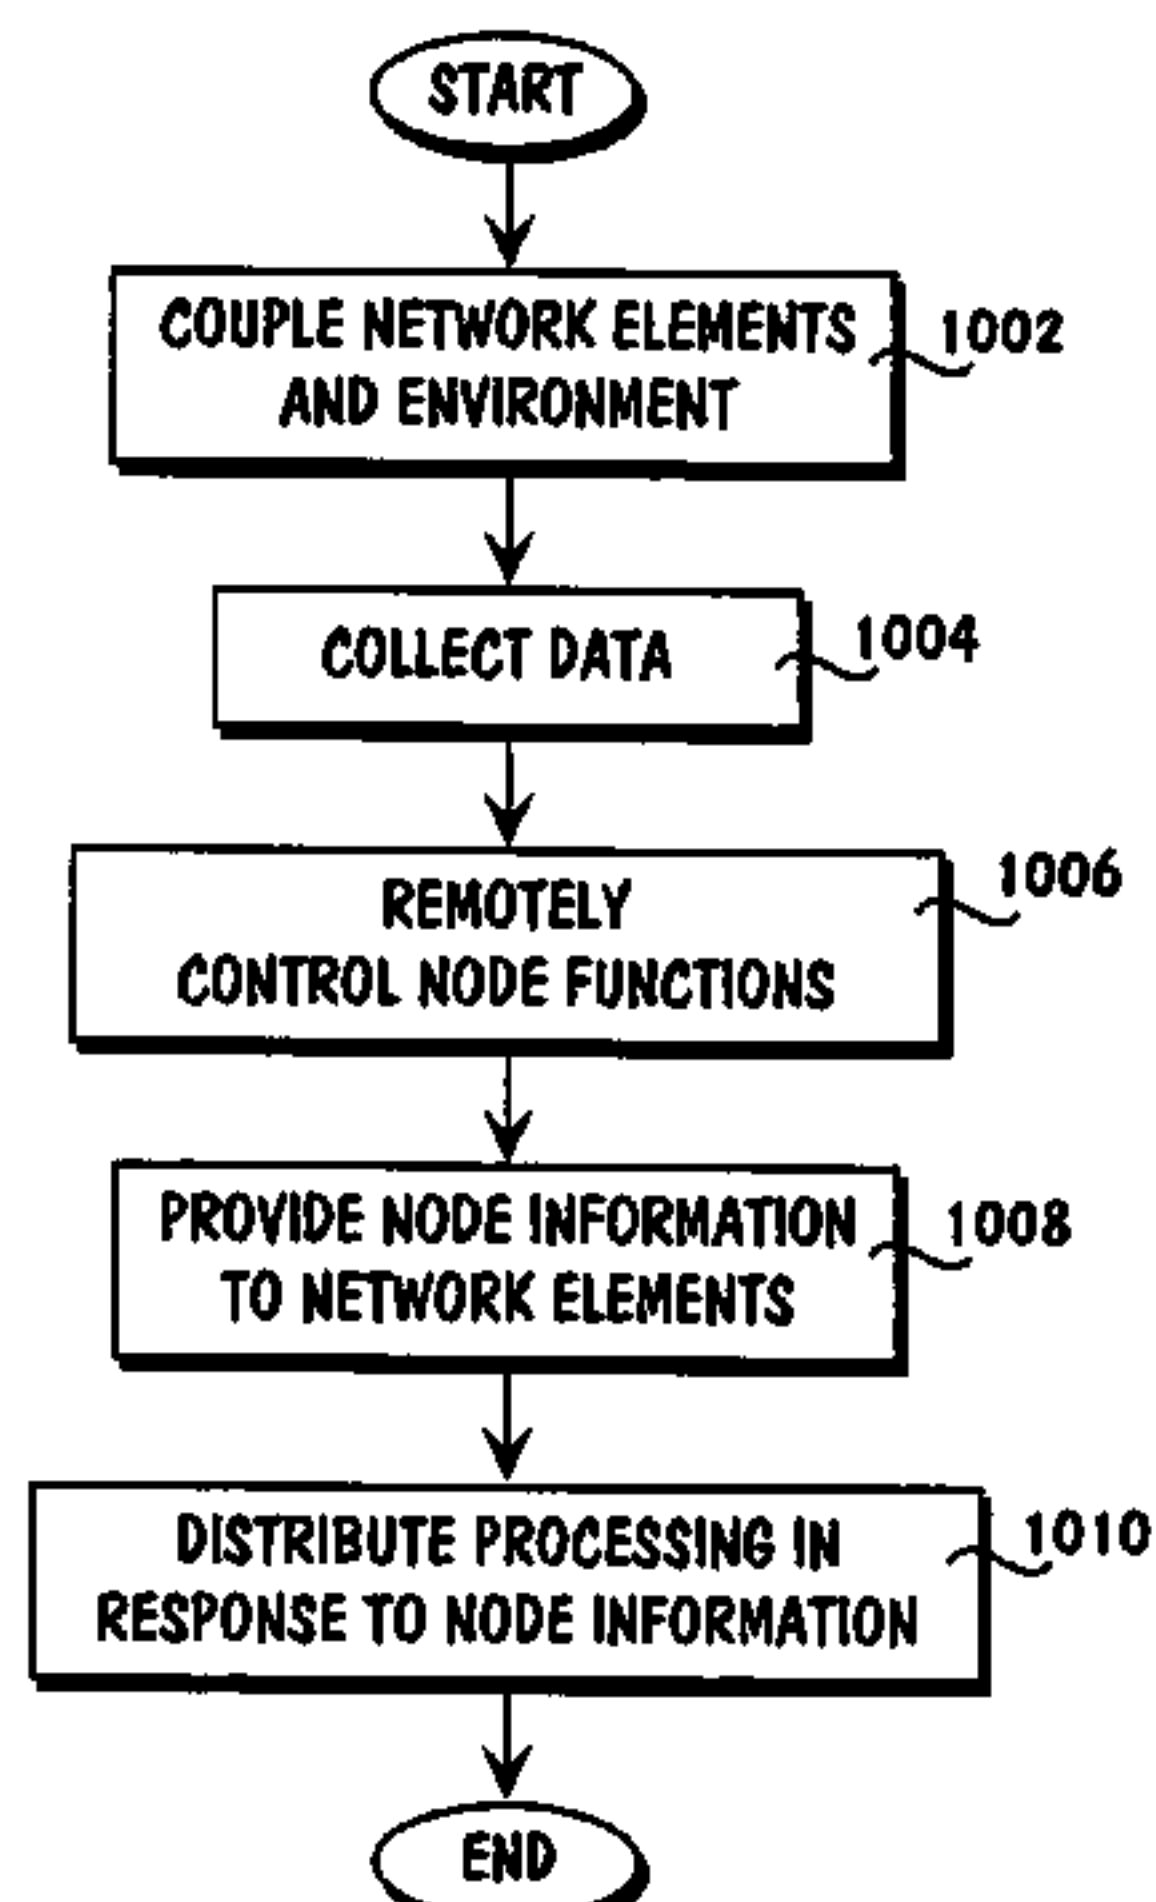 START
COUPLE NETWORK ELEMENTS
AND ENVIRONMENT
1002
COLLECT DATA
1004
REMOTELY
CONTROL NODE FUNCTIONS
1006
PROVIDE NODE INFORMATION
TO NETWORK ELEMENTS
1008
DISTRIBUTE PROCESSING IN
RESPONSE TO NODE INFORMATION
1010
END